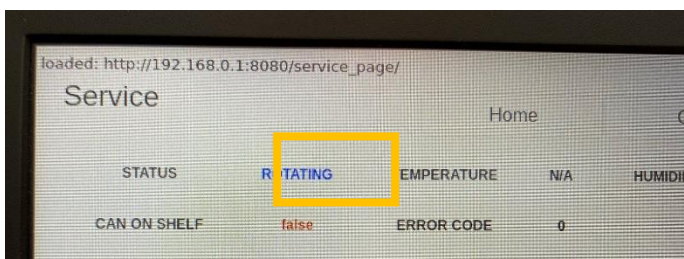 loaded: http://192.168.0.1:8080/service_page/
Service
Home
STATUS ROTATING EMPERATURE N/A
CAN ON SHELF false ERROR CODE 0